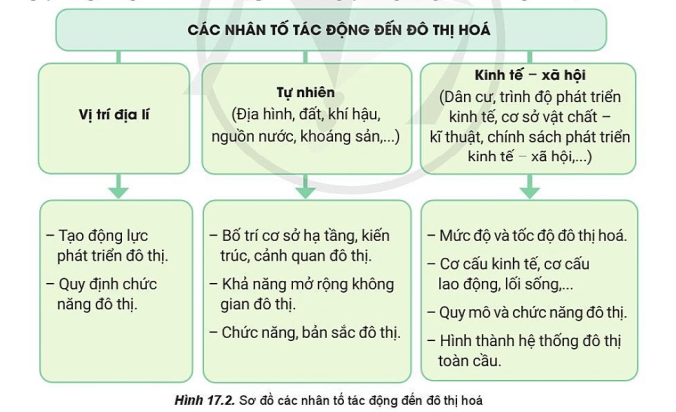 CÁC NHÂN TỐ TÁC ĐỘNG ĐẾN ĐÔ THỊ HOÁ
Vị trí địa lí
Tự nhiên
(Địa hình, đất, khí hậu,
nguồn nước, khoáng sản,...)
Kinh tế – xã hội
(Dân cư, trình độ phát triển
kinh tế, cơ sở vật chất –
kĩ thuật, chính sách phát triển
kinh tế – xã hội,...)
– Tạo động lực
phát triển đô thị.
– Quy định chức
năng đô thị.
– Bố trí cơ sở hạ tầng, kiến
trúc, cảnh quan đô thị.
– Khả năng mở rộng không
gian đô thị.
– Chức năng, bản sắc đô thị.
– Mức độ và tốc độ đô thị hoá.
– Cơ cấu kinh tế, cơ cấu
lao động, lối sống,...
– Quy mô và chức năng đô thị.
– Hình thành hệ thống đô thị
toàn cầu.
Hình 17.2. Sơ đồ các nhân tố tác động đến đô thị hoá